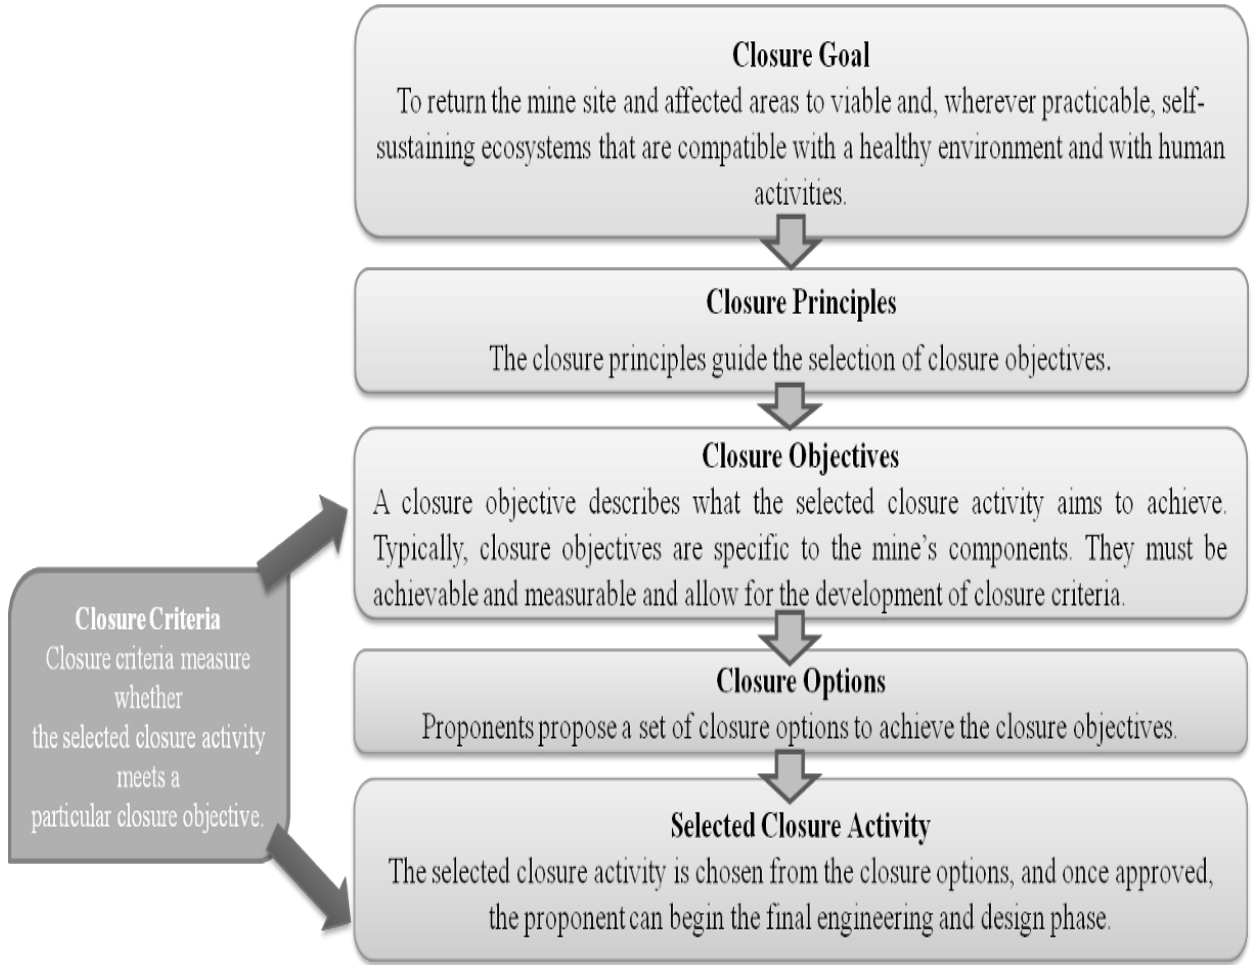 Closure Goal
To return the mine site and affected areas to viable and, wherever practicable, self-
sustaining ecosystems that are compatible with a healthy environment and with human
activities.
Closure Principles
The closure principles guide the selection of closure objectives.
Closure Objectives
A closure objective describes what the selected closure activity aims to achieve.
Typically, closure objectives are specific to the mine’s components. They must be
achievable and measurable and allow for the development of closure criteria.
Closure Criteria
Closure criteria measure
whether
the selected closure activity
meets a
particular closure objective.
Closure Options
Proponents propose a set of closure options to achieve the closure objectives.
Selected Closure Activity
The selected closure activity is chosen from the closure options, and once approved,
the proponent can begin the final engineering and design phase.